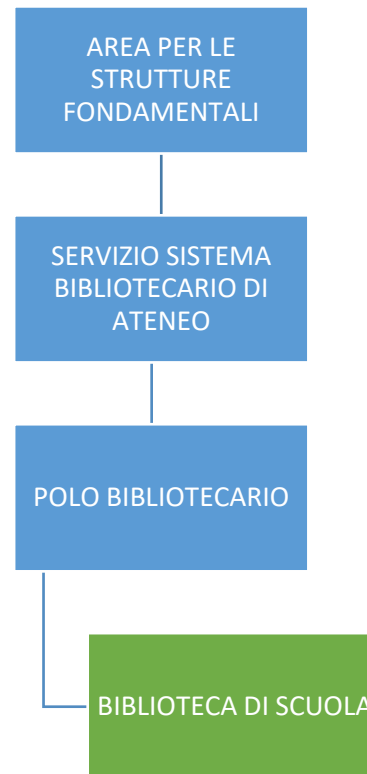 AREA PER LE
STRUTTURE
FONDAMENTALI
SERVIZIO SISTEMA
BIBLIOTECARIO DI
ATENEO
POLO BIBLIOTECARIO
BIBLIOTECA DI SCUOLA